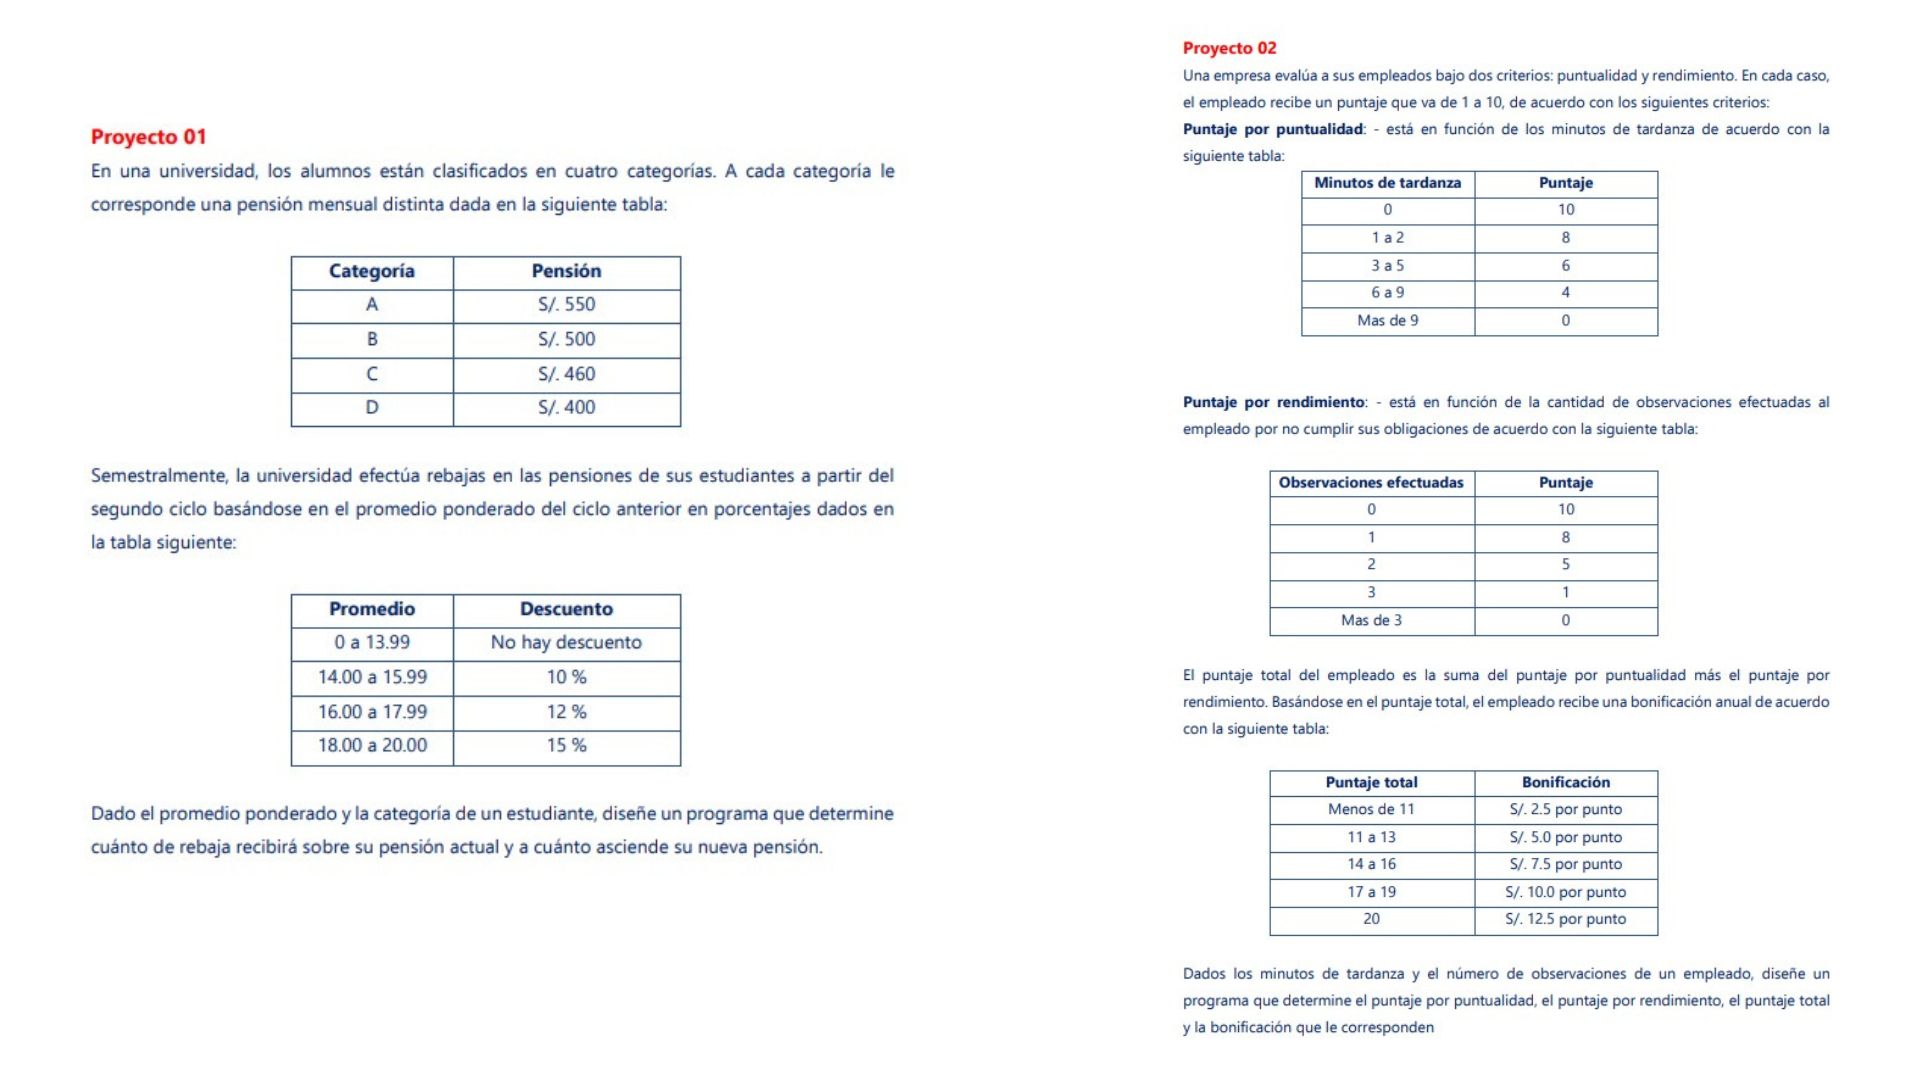 Proyecto 01
En una universidad, los alumnos están clasificados en cuatro categorías. A cada categoría le
corresponde una pensión mensual distinta dada en la siguiente tabla:
Categoría Pensión
A S/. 550
B S/. 500
C S/. 460
D S/. 400
Semestralmente, la universidad efectúa rebajas en las pensiones de sus estudiantes a partir del
segundo ciclo basándose en el promedio ponderado del ciclo anterior en porcentajes dados en
la tabla siguiente:
Promedio Descuento
0 a 13.99 No hay descuento
14.00 a 15.99 10 %
16.00 a 17.99 12 %
18.00 a 20.00 15 %
Dado el promedio ponderado y la categoría de un estudiante, diseñe un programa que determine
cuánto de rebaja recibirá sobre su pensión actual y a cuánto asciende su nueva pensión.
Proyecto 02
Una empresa evalúa a sus empleados bajo dos criterios: puntualidad y rendimiento. En cada caso,
el empleado recibe un puntaje que va de 1 a 10, de acuerdo con los siguientes criterios:
Puntaje por puntualidad: - está en función de los minutos de tardanza de acuerdo con la
siguiente tabla:
Minutos de tardanza Puntaje
0 10
1 a 2 8
3 a 5 6
6 a 9 4
Mas de 9 0
Puntaje por rendimiento: - está en función de la cantidad de observaciones efectuadas al
empleado por no cumplir sus obligaciones de acuerdo con la siguiente tabla:
Observaciones efectuadas Puntaje
0 10
1 8
2 5
3 1
Mas de 3 0
El puntaje total del empleado es la suma del puntaje por puntualidad más el puntaje por
rendimiento. Basándose en el puntaje total, el empleado recibe una bonificación anual de acuerdo
con la siguiente tabla:
Puntaje total Bonificación
Menos de 11 S/. 2.5 por punto
11 a 13 S/. 5.0 por punto
14 a 16 S/. 7.5 por punto
17 a 19 S/. 10.0 por punto
20 S/. 12.5 por punto
Dados los minutos de tardanza y el número de observaciones de un empleado, diseñe un
programa que determine el puntaje por puntualidad, el puntaje por rendimiento, el puntaje total
y la bonificación que le corresponden